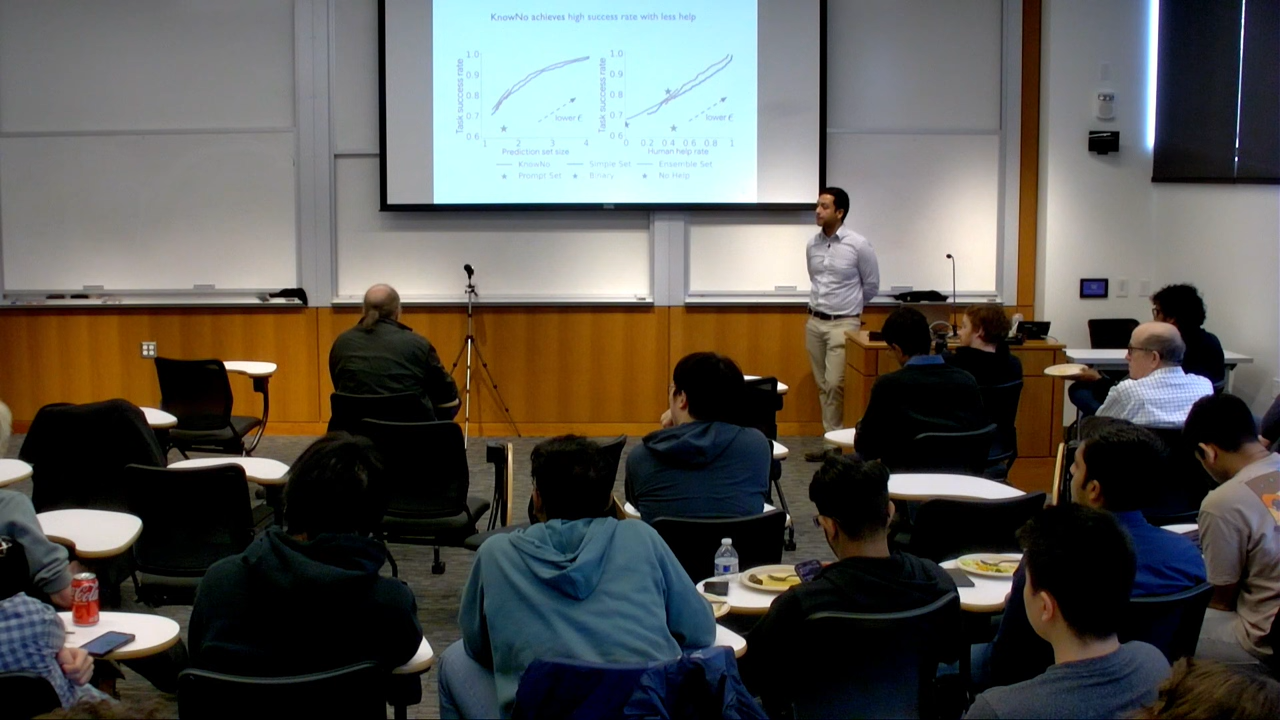 KnowNo achieves high success rate with less help
Task success rate
1.0
0.9
0.8
0.7
0.6
1 2 3 4
Prediction set size
lower ϵ
Task success rate
1.0
0.9
0.8
0.7
0.6
0 0.2 0.4 0.6 0.8 1
Human help rate
lower ϵ
KnowNo Simple Set Ensemble Set
Prompt Set Binary No Help
Coke